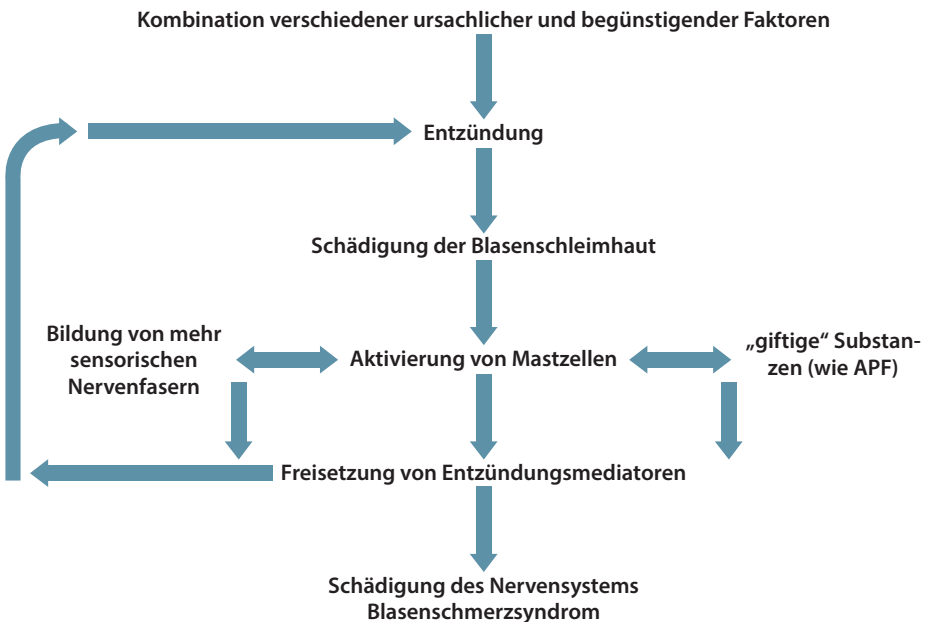 Kombination verschiedener ursachlicher und begünstigender Faktoren
Entzündung
Schädigung der Blasenschleimhaut
Bildung von mehr
sensorischen
Nervenfasern
Aktivierung von Mastzellen
„giftige“ Substan-
zen (wie APF)
Freisetzung von Entzündungsmediatoren
Schädigung des Nervensystems
Blasenschmerzsyndrom